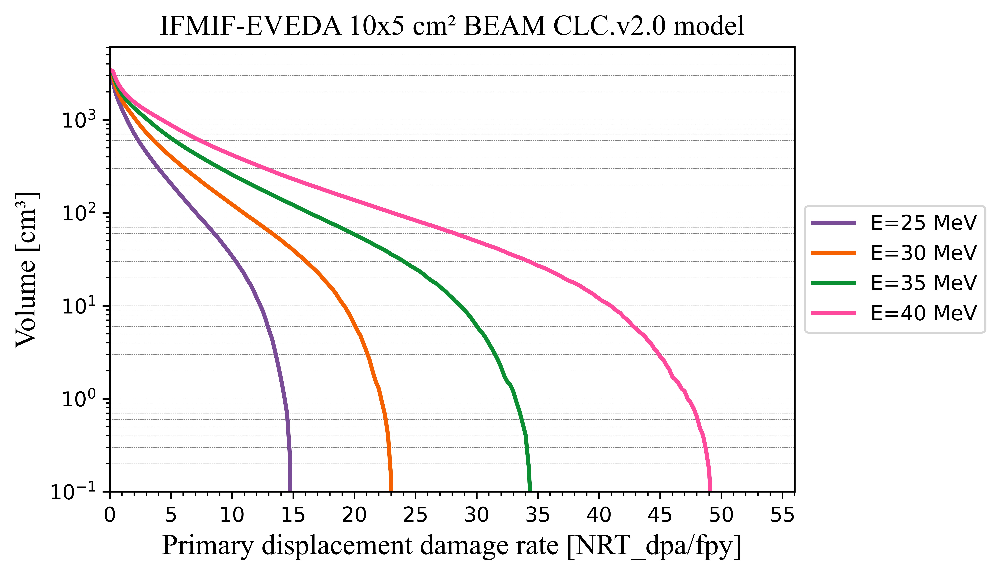 IFMIF-EVEDA 10x5 cm² BEAM CLC.v2.0 model
Volume [cm³]
10³
10²
10¹
10⁰
10⁻¹
0 5 10 15 20 25 30 35 40 45 50 55
Primary displacement damage rate [NRT_dpa/fpy]
E=25 MeV
E=30 MeV
E=35 MeV
E=40 MeV